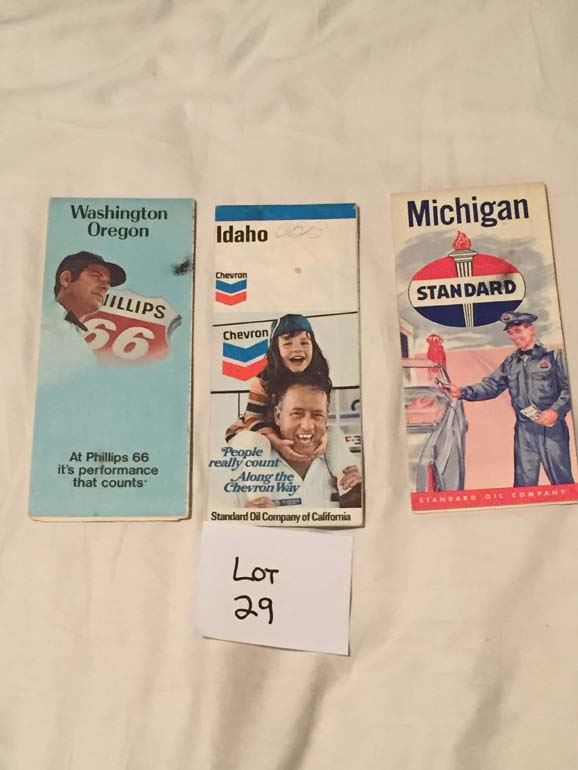 Washington
Oregon
ILLIPS
66
At Phillips 66
it's performance
that counts
Idaho
Chevron
Chevron
People
really count
Along the
Chevron Way
Standard Oil Company of California
Michigan
STANDARD
STANDARD OIL COMPANY
LOT
29